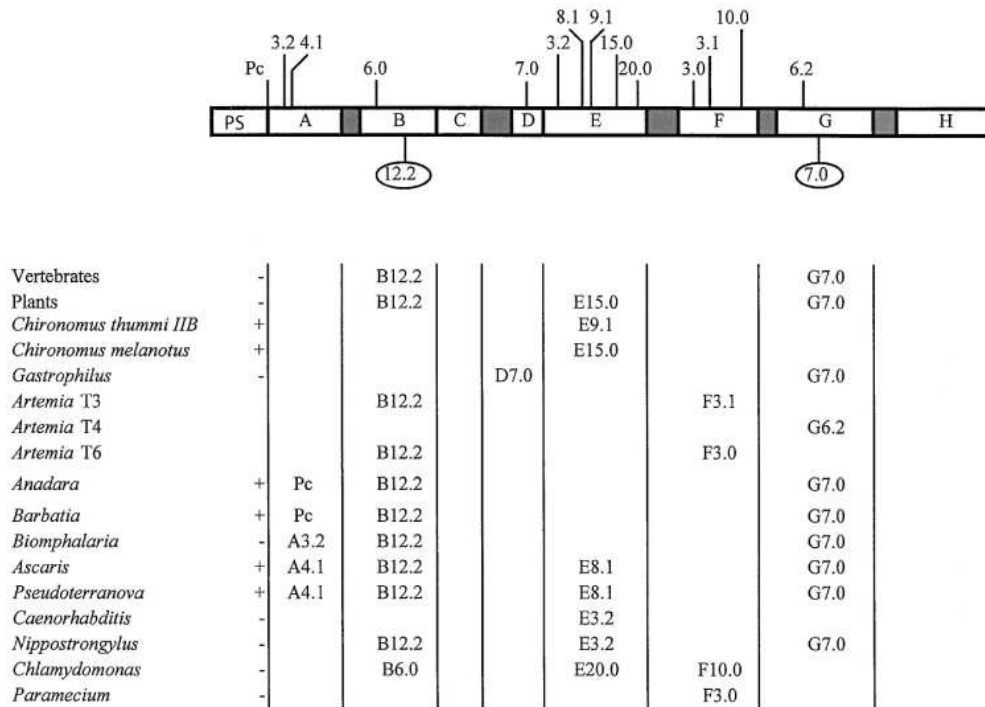 8.1 9.1 10.0
3.2 4.1 3.2 15.0 3.1
Pc 6.0 7.0 20.0 3.0 6.2
PS A B C D E F G H
12.2 7.0
Vertebrates - B12.2 G7.0
Plants - B12.2 E15.0 G7.0
Chironomus thummi IIB + E9.1
Chironomus melanotus + E15.0
Gastrophilus - D7.0 G7.0
Artemia T3 B12.2 F3.1
Artemia T4 G6.2
Artemia T6 B12.2 F3.0
Anadara + Pc B12.2 G7.0
Barbatia + Pc B12.2 G7.0
Biomphalaria - A3.2 B12.2 G7.0
Ascaris + A4.1 B12.2 E8.1 G7.0
Pseudoterranova + A4.1 B12.2 E8.1 G7.0
Caenorhabditis - E3.2
Nippostrongylus - B12.2 E3.2 G7.0
Chlamydomonas - B6.0 E20.0 F10.0
Paramecium - F3.0